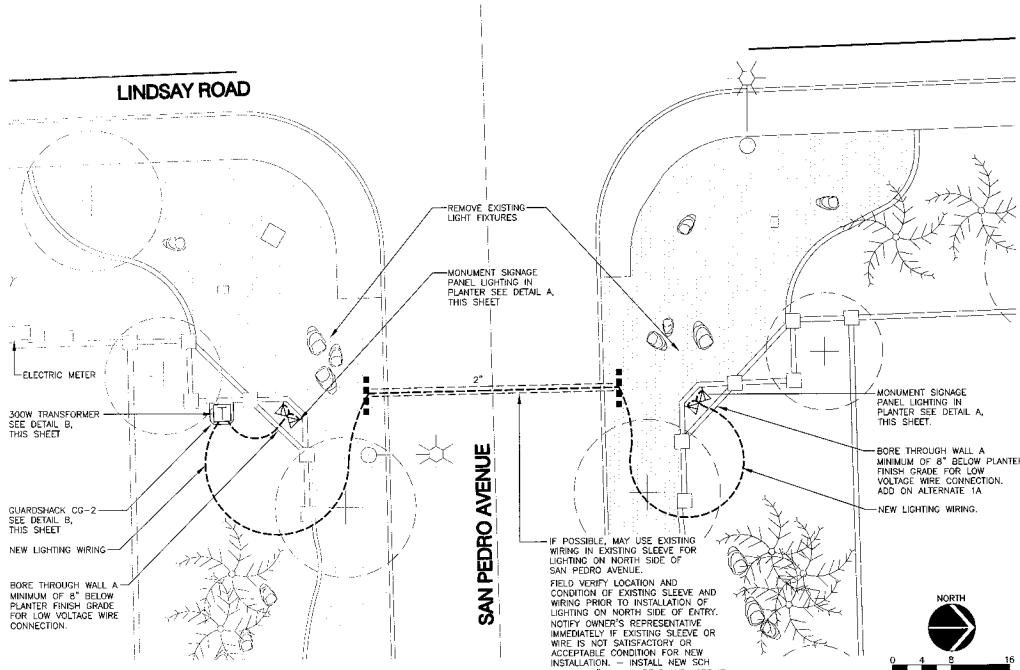 LINDSAY ROAD
REMOVE EXISTING
LIGHT FIXTURES
MONUMENT SIGNAGE
PANEL LIGHTING IN
PLANTER SEE DETAIL A,
THIS SHEET
ELECTRIC METER
300W TRANSFORMER
SEE DETAIL B,
THIS SHEET
T
2"
GUARDSHACK CG-2
SEE DETAIL B,
THIS SHEET
NEW LIGHTING WIRING
BORE THROUGH WALL A
MINIMUM OF 8" BELOW
PLANTER FINISH GRADE
FOR LOW VOLTAGE WIRE
CONNECTION.
SAN PEDRO AVENUE
MONUMENT SIGNAGE
PANEL LIGHTING IN
PLANTER SEE DETAIL A,
THIS SHEET.
BORE THROUGH WALL A
MINIMUM OF 8" BELOW PLANTER
FINISH GRADE FOR LOW
VOLTAGE WIRE CONNECTION.
ADD ON ALTERNATE 1A
NEW LIGHTING WIRING.
IF POSSIBLE, MAY USE EXISTING
WIRING IN EXISTING SLEEVE FOR
LIGHTING ON NORTH SIDE OF
SAN PEDRO AVENUE.
FIELD VERIFY LOCATION AND
CONDITION OF EXISTING SLEEVE AND
WIRING PRIOR TO INSTALLATION OF
LIGHTING ON NORTH SIDE OF ENTRY.
NOTIFY OWNER'S REPRESENTATIVE
IMMEDIATELY IF EXISTING SLEEVE OR
WIRE IS NOT SATISFACTORY OR
ACCEPTABLE CONDITION FOR NEW
INSTALLATION. – INSTALL NEW SCH
NORTH
0 4 8 16